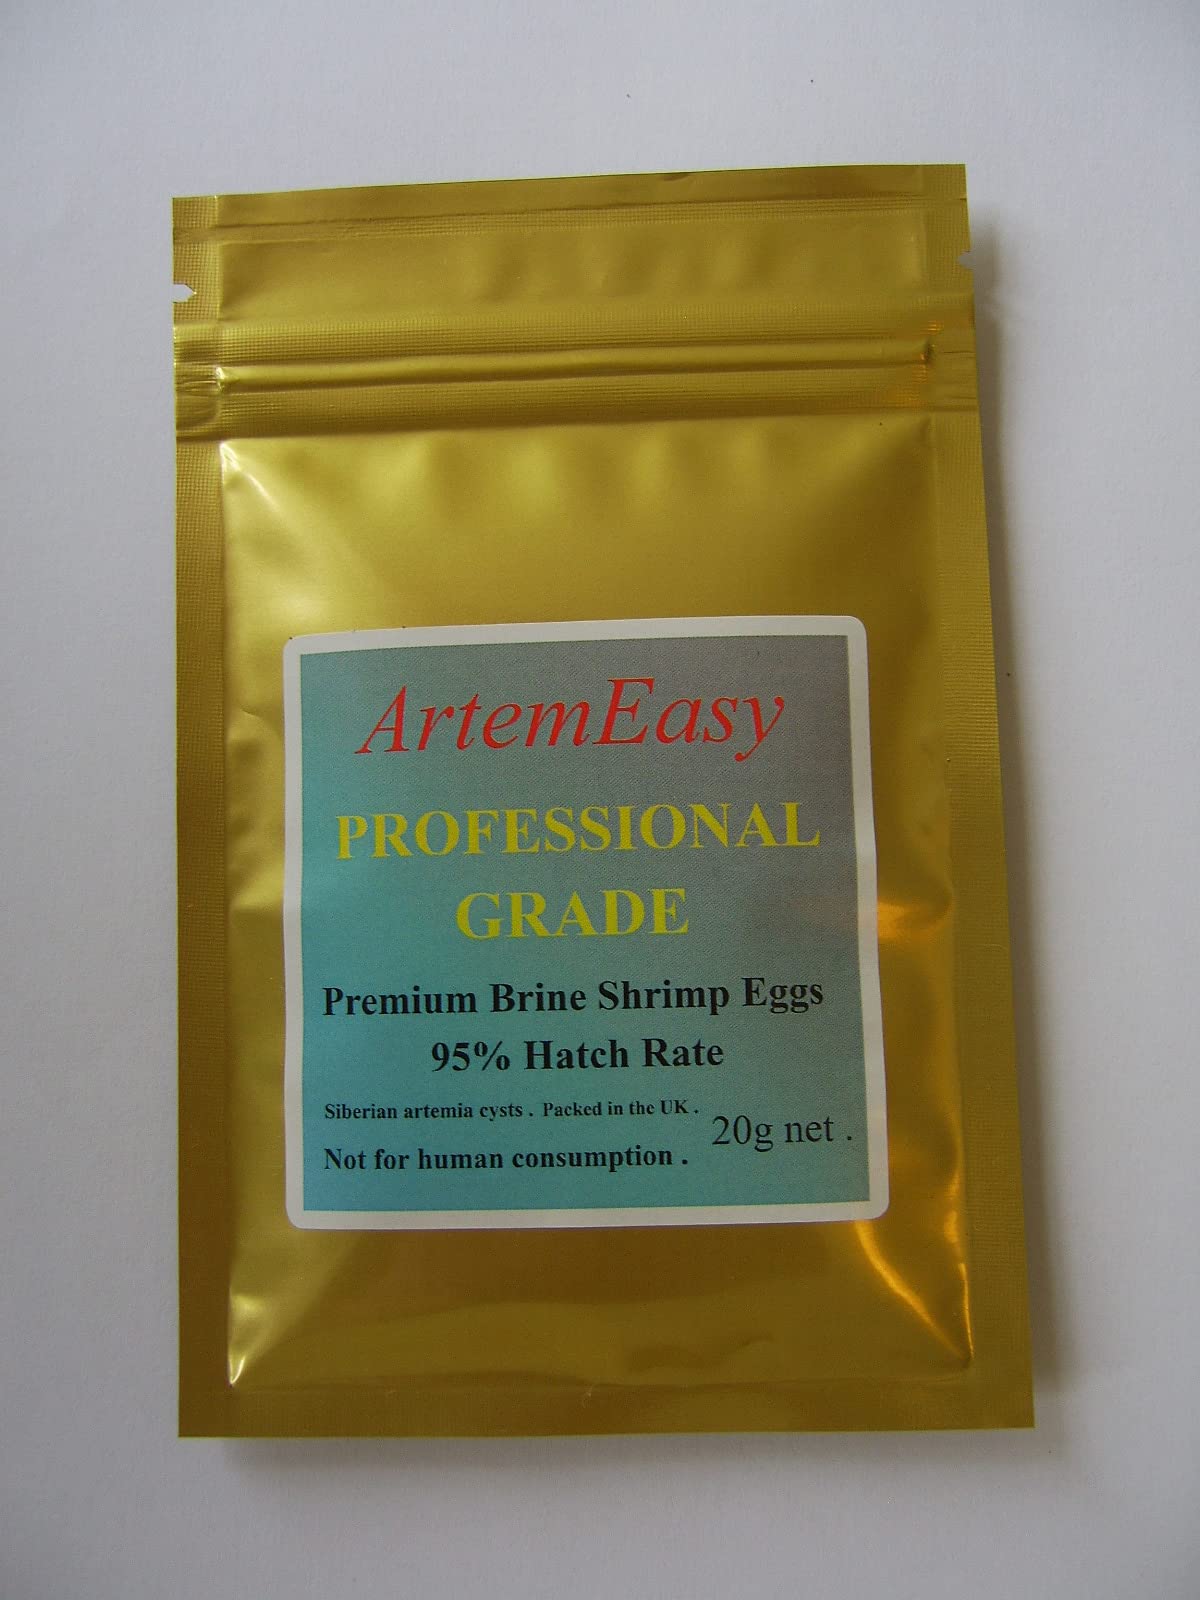 ArtemEasy
PROFESSIONAL
GRADE
Premium Brine Shrimp Eggs
95% Hatch Rate
Siberian artemia cysts . Packed in the UK .
20g net .
Not for human consumption .